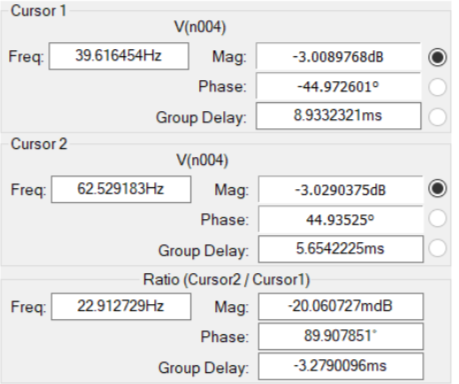 Cursor 1
V(n004)
Freq: 39.616454Hz Mag: -3.0089768dB
Phase: -44.972601º
Group Delay: 8.9332321ms
Cursor 2
V(n004)
Freq: 62.529183Hz Mag: -3.0290375dB
Phase: 44.93525º
Group Delay: 5.6542225ms
Ratio (Cursor2 / Cursor1)
Freq: 22.912729Hz Mag: -20.060727mdB
Phase: 89.907851°
Group Delay: -3.2790096ms